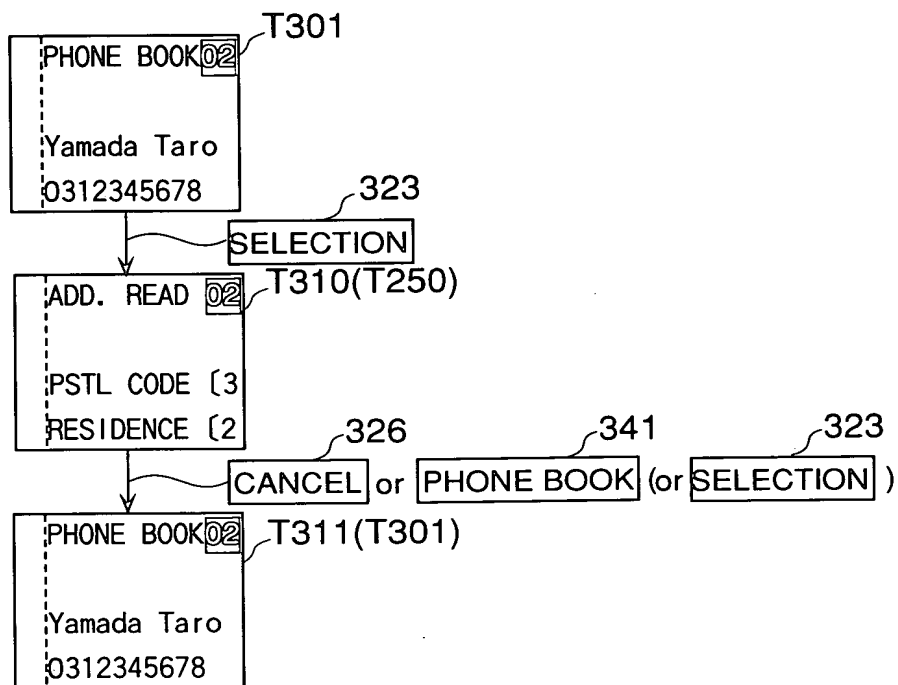 T301
PHONE BOOK02
Yamada Taro
0312345678
323
SELECTION
T310(T250)
ADD. READ 02
PSTL CODE 〔3
RESIDENCE 〔2
326 341 323
CANCEL or PHONE BOOK (or SELECTION )
T311(T301)
PHONE BOOK02
Yamada Taro
0312345678